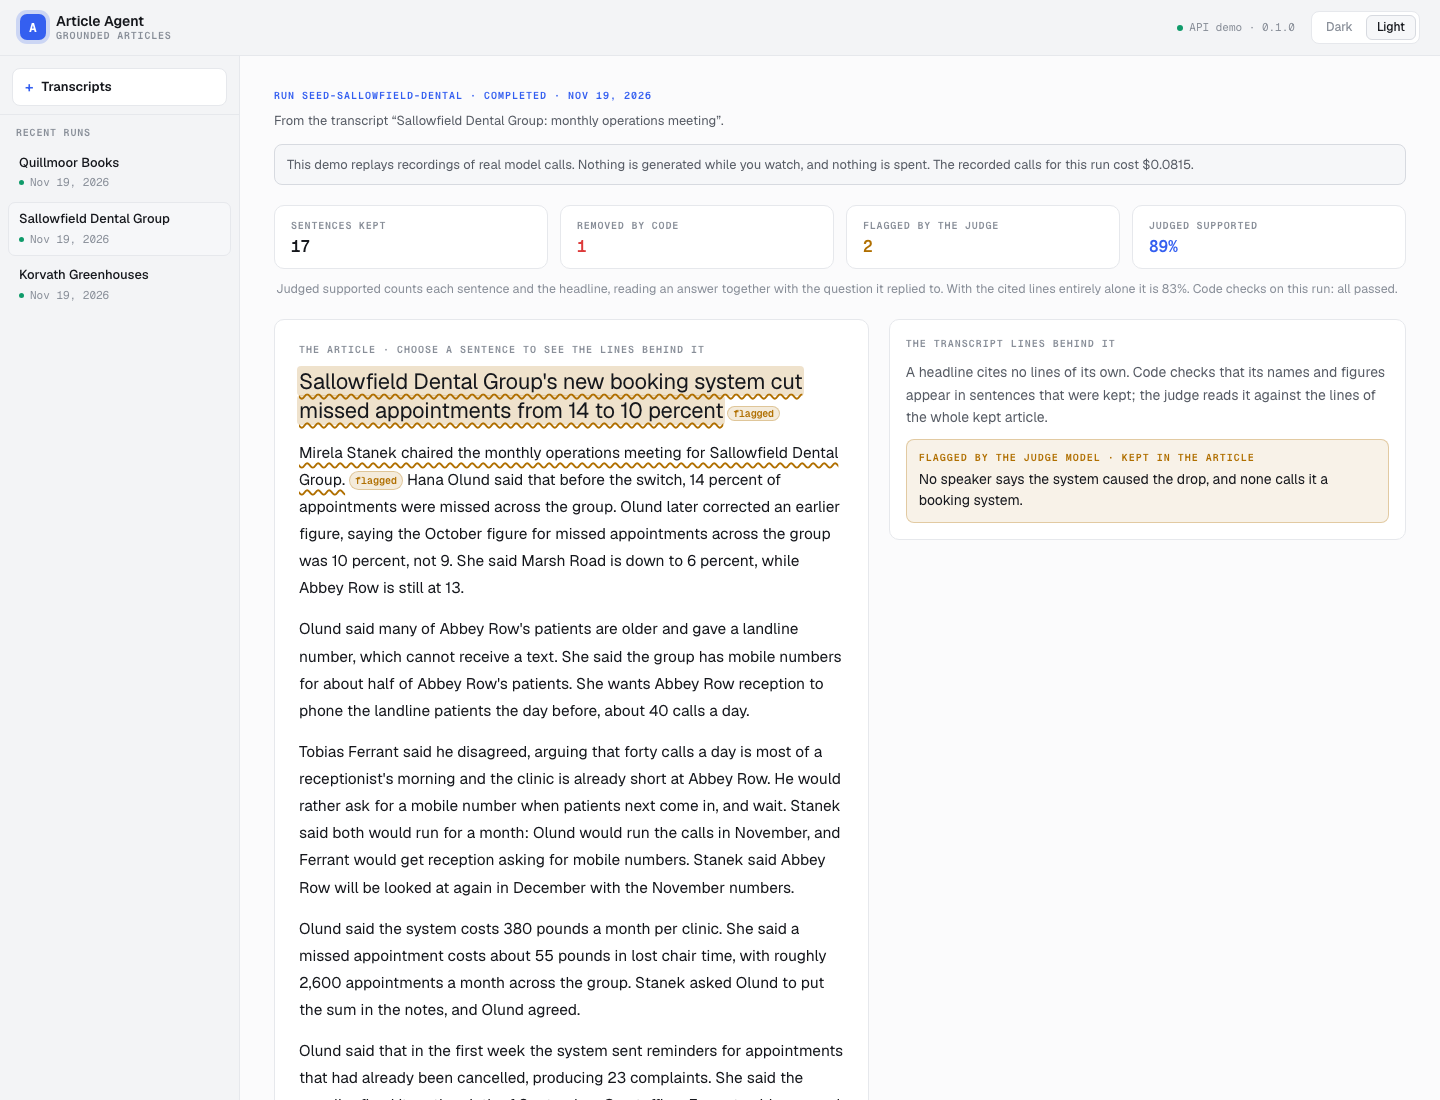 A
Article Agent
GROUNDED ARTICLES
API demo · 0.1.0
Dark
Light
+ Transcripts
RECENT RUNS
Quillmoor Books
Nov 19, 2026
Sallowfield Dental Group
Nov 19, 2026
Korvath Greenhouses
Nov 19, 2026
RUN SEED-SALLOWFIELD-DENTAL · COMPLETED · NOV 19, 2026
From the transcript “Sallowfield Dental Group: monthly operations meeting”.
This demo replays recordings of real model calls. Nothing is generated while you watch, and nothing is spent. The recorded calls for this run cost $0.0815.
SENTENCES KEPT
17
REMOVED BY CODE
1
FLAGGED BY THE JUDGE
2
JUDGED SUPPORTED
89%
Judged supported counts each sentence and the headline, reading an answer together with the question it replied to. With the cited lines entirely alone it is 83%. Code checks on this run: all passed.
THE ARTICLE · CHOOSE A SENTENCE TO SEE THE LINES BEHIND IT
Sallowfield Dental Group's new booking system cut
missed appointments from 14 to 10 percent flagged
Mirela Stanek chaired the monthly operations meeting for Sallowfield Dental
Group. flagged Hana Olund said that before the switch, 14 percent of
appointments were missed across the group. Olund later corrected an earlier
figure, saying the October figure for missed appointments across the group
was 10 percent, not 9. She said Marsh Road is down to 6 percent, while
Abbey Row is still at 13.
Olund said many of Abbey Row's patients are older and gave a landline
number, which cannot receive a text. She said the group has mobile numbers
for about half of Abbey Row's patients. She wants Abbey Row reception to
phone the landline patients the day before, about 40 calls a day.
Tobias Ferrant said he disagreed, arguing that forty calls a day is most of a
receptionist's morning and the clinic is already short at Abbey Row. He would
rather ask for a mobile number when patients next come in, and wait. Stanek
said both would run for a month: Olund would run the calls in November, and
Ferrant would get reception asking for mobile numbers. Stanek said Abbey
Row will be looked at again in December with the November numbers.
Olund said the system costs 380 pounds a month per clinic. She said a
missed appointment costs about 55 pounds in lost chair time, with roughly
2,600 appointments a month across the group. Stanek asked Olund to put
the sum in the notes, and Olund agreed.
Olund said that in the first week the system sent reminders for appointments
that had already been cancelled, producing 23 complaints. She said the
THE TRANSCRIPT LINES BEHIND IT
A headline cites no lines of its own. Code checks that its names and figures
appear in sentences that were kept; the judge reads it against the lines of
the whole kept article.
FLAGGED BY THE JUDGE MODEL · KEPT IN THE ARTICLE
No speaker says the system caused the drop, and none calls it a
booking system.